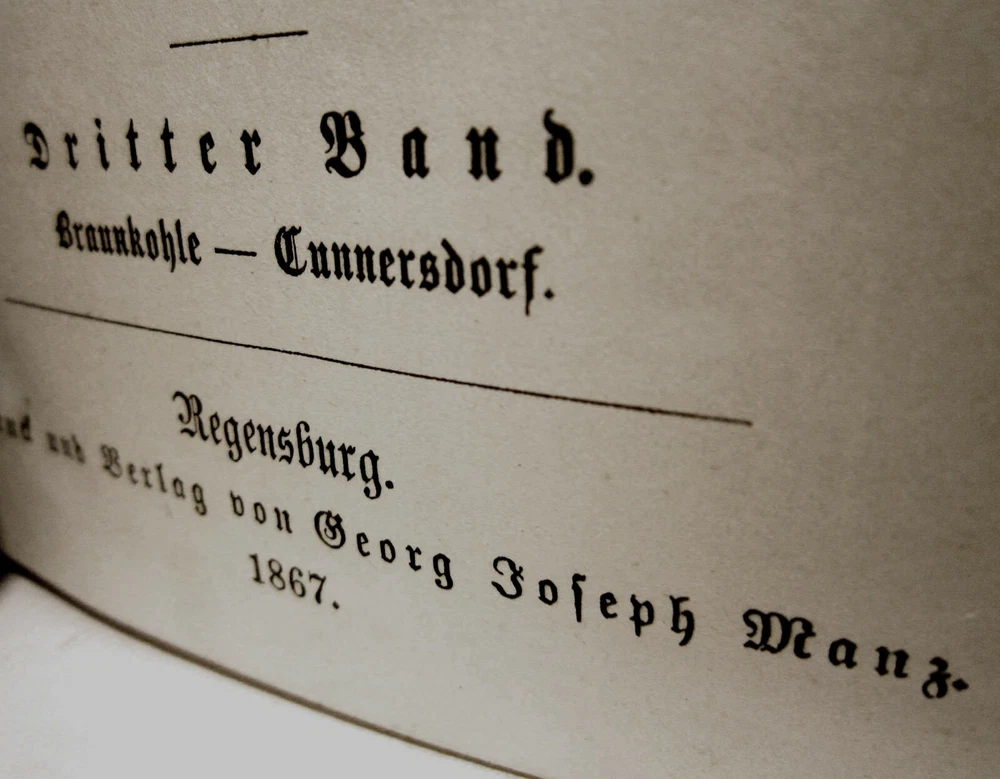 Dritter Band.
Braunkohle — Cunnersdorf.
Regensburg.
und Verlag von Georg Joseph Manz.
1867.